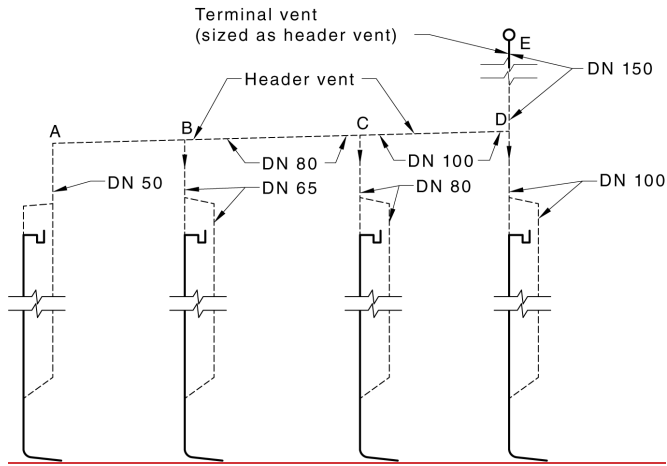 Terminal vent
(sized as header vent)
E
DN 150
Header vent
A
B
C
D
DN 80
DN 100
DN 50
DN 65
DN 80
DN 100